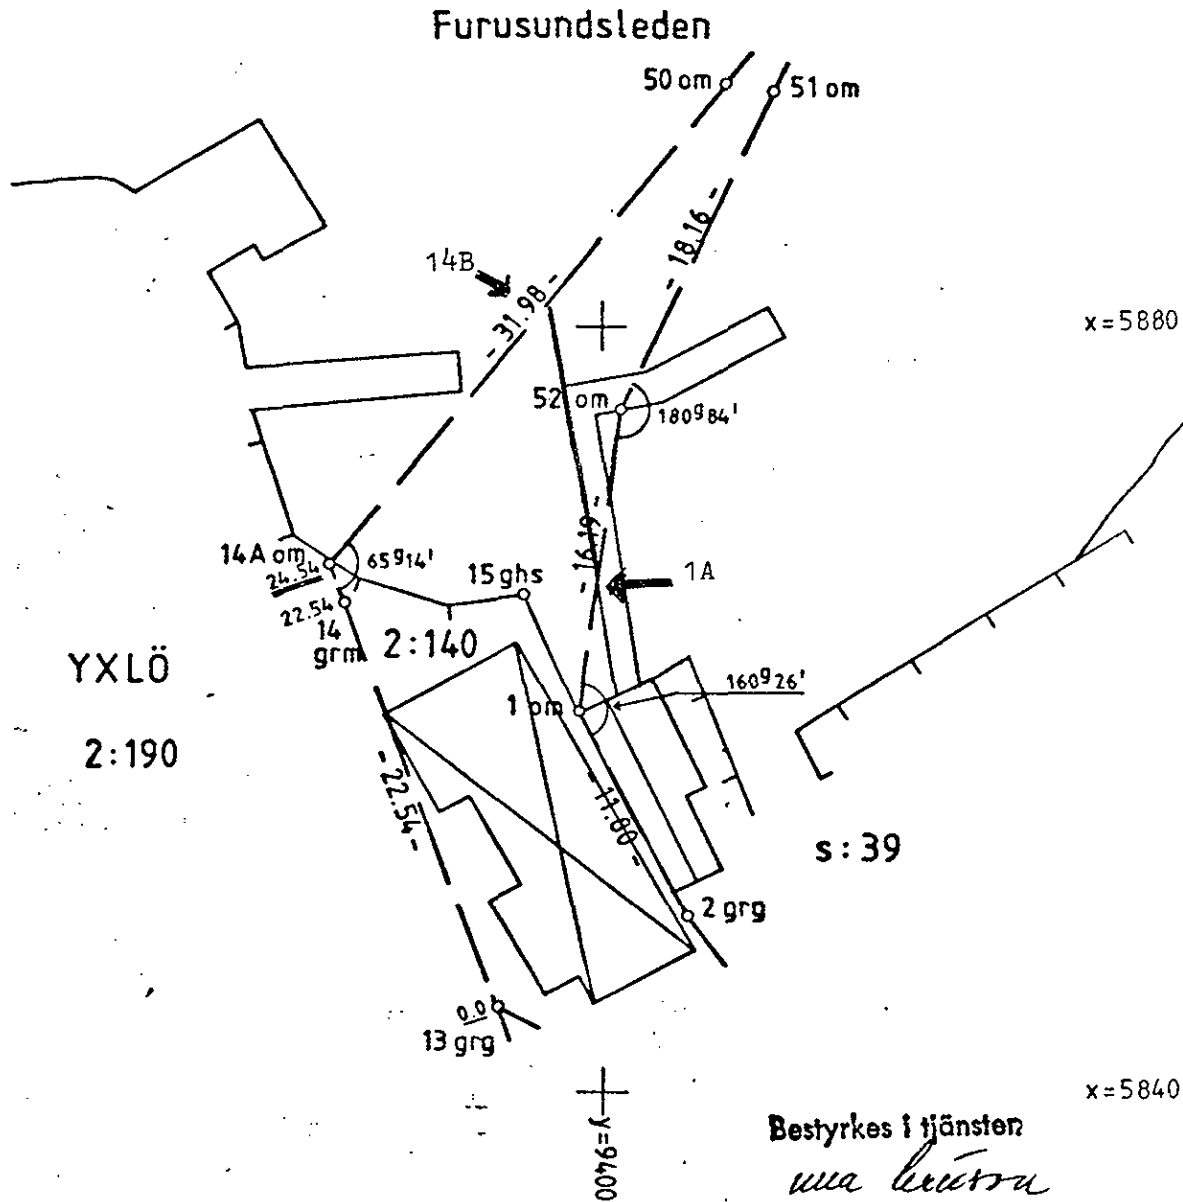 Furusundsleden
50 om
51 om
- 18.16 -
14B
- 31.98 -
x=5880
52 om
180g84'
- 16.19 -
14A om
65g14'
24.54
15 ghs
1A
22.54
14
grm
2:140
YXLÖ
160g26'
1 om
2:190
- 22.54 -
- 11.80 -
s:39
2 grg
0.0
13 grg
x=5840
y=9400
Bestyrkes i tjänsten